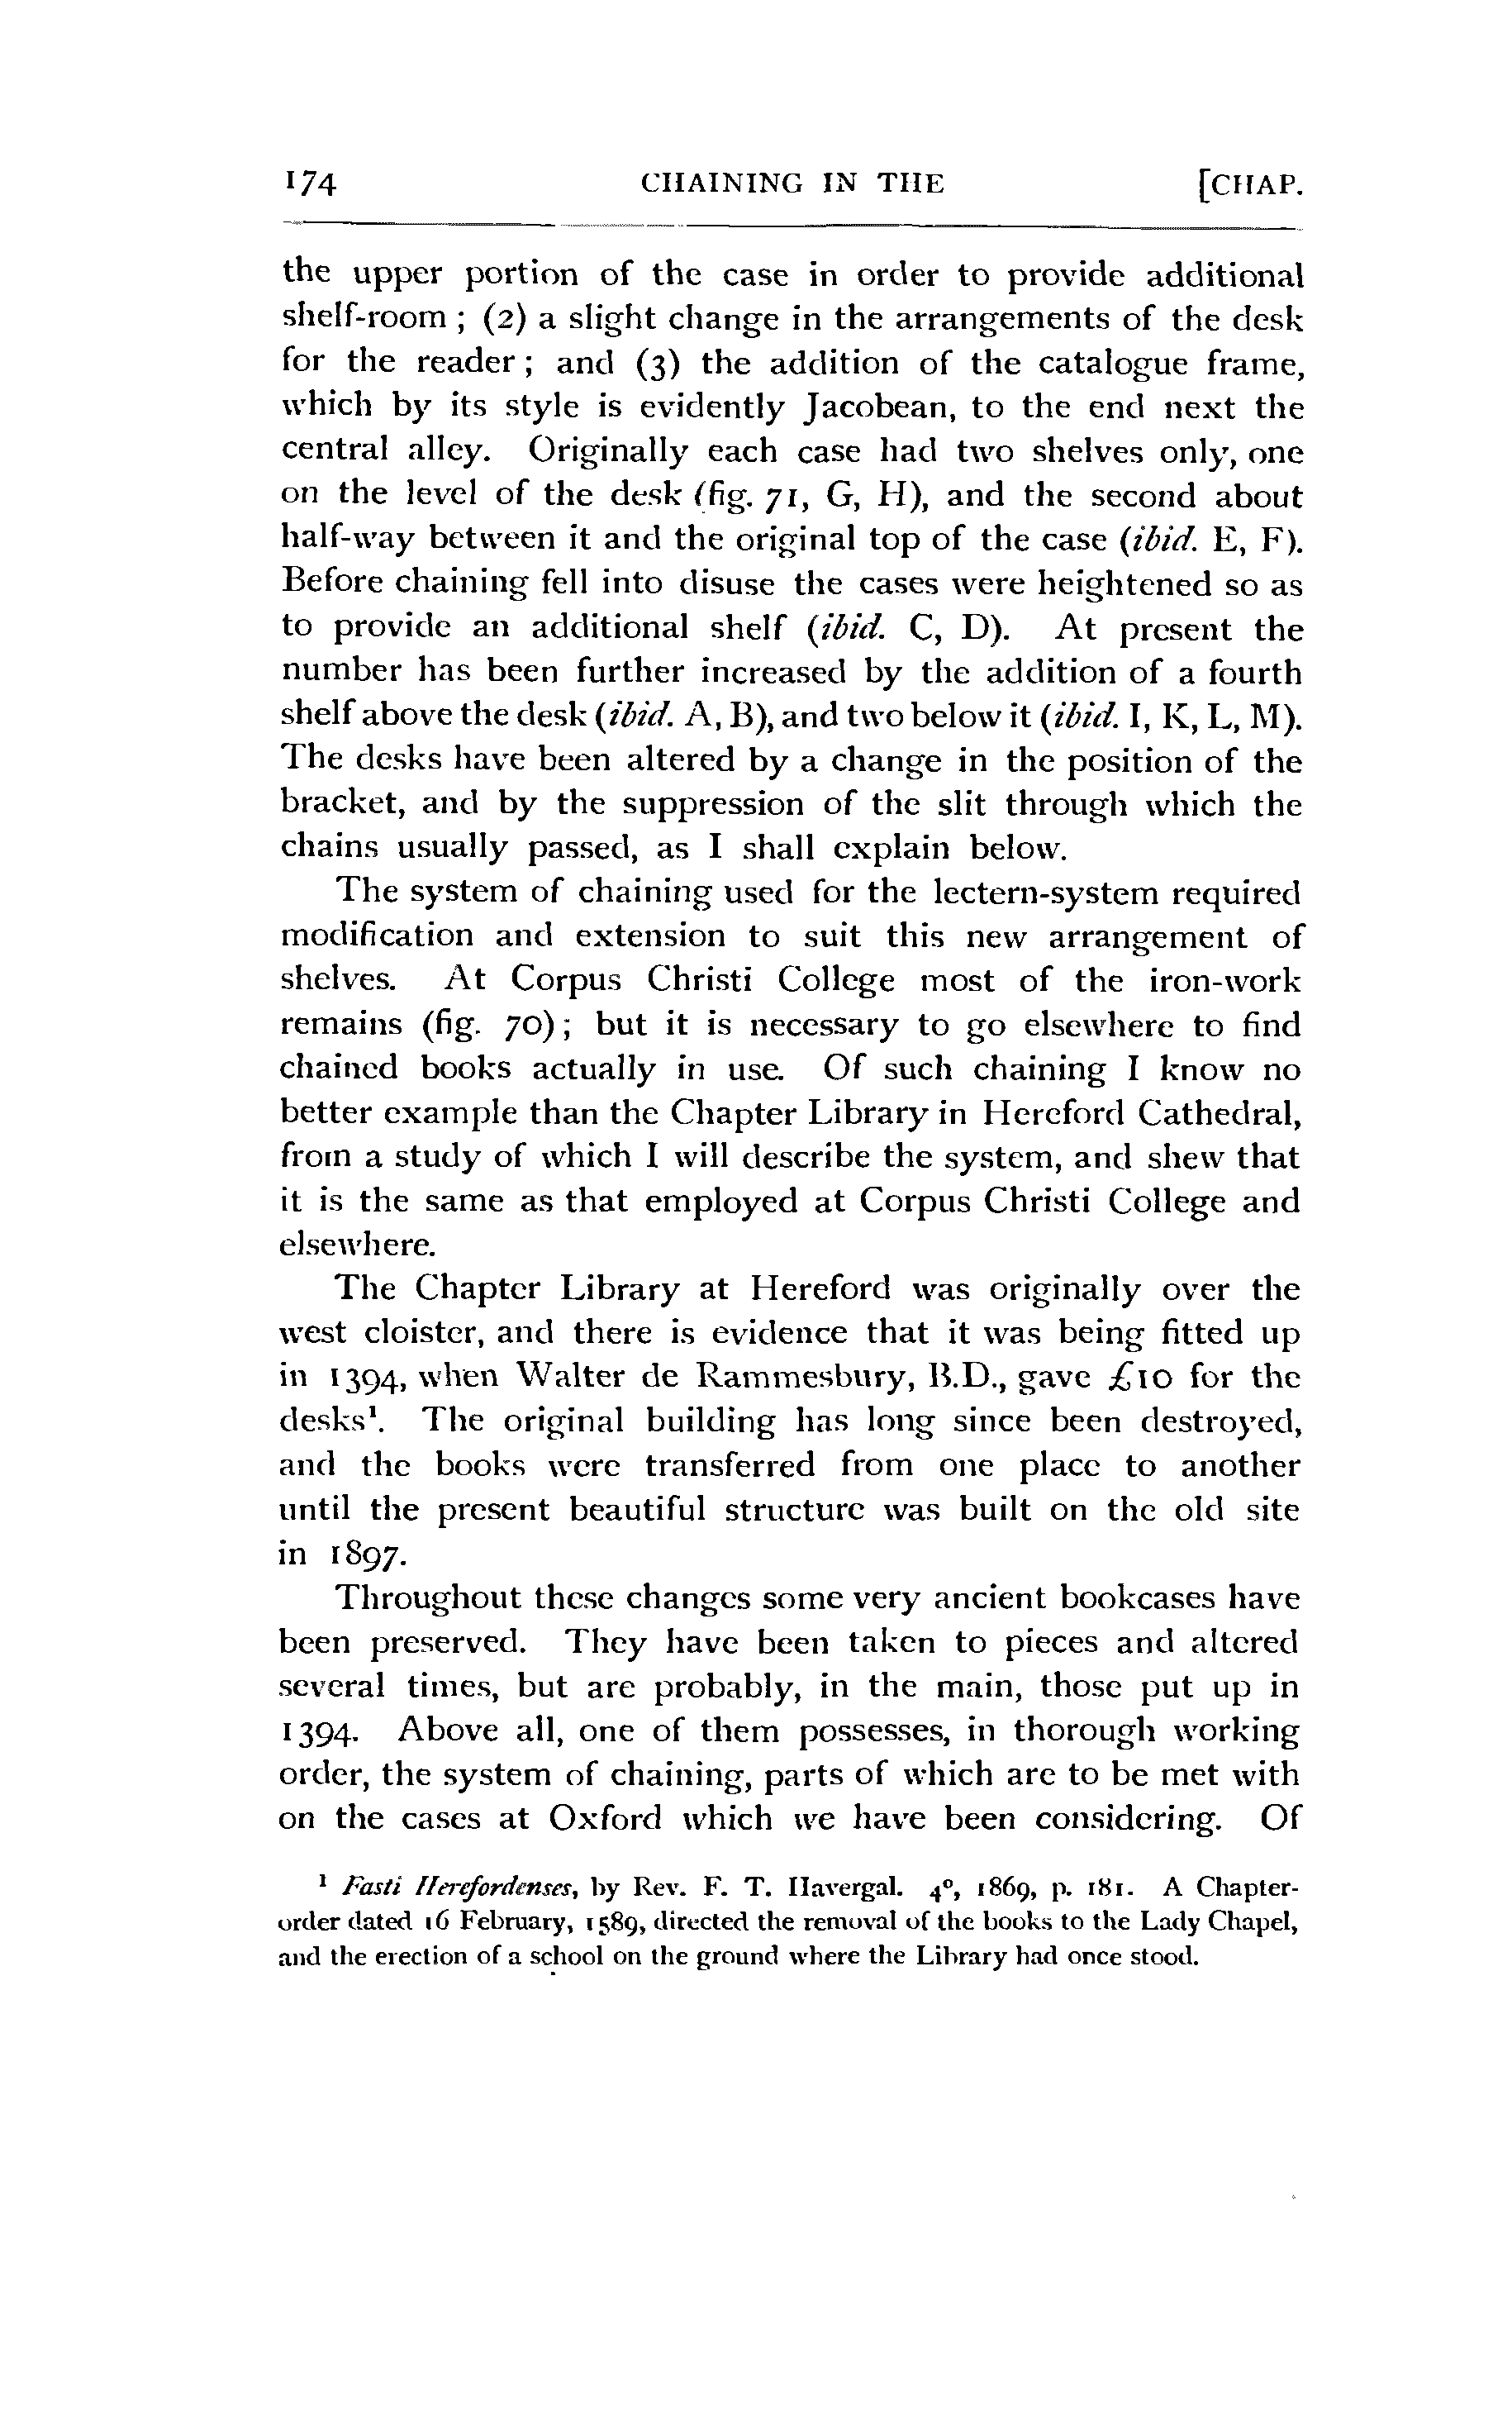 174 CHAINING IN THE [CHAP.
the upper portion of the case in order to provide additional
shelf-room ; (2) a slight change in the arrangements of the desk
for the reader ; and (3) the addition of the catalogue frame,
which by its style is evidently Jacobean, to the end next the
central alley. Originally each case had two shelves only, one
on the level of the desk (fig. 71, G, H), and the second about
half-way between it and the original top of the case (ibid. E, F).
Before chaining fell into disuse the cases were heightened so as
to provide an additional shelf (ibid. C, D). At present the
number has been further increased by the addition of a fourth
shelf above the desk (ibid. A, B), and two below it (ibid. I, K, L, M).
The desks have been altered by a change in the position of the
bracket, and by the suppression of the slit through which the
chains usually passed, as I shall explain below.
The system of chaining used for the lectern-system required
modification and extension to suit this new arrangement of
shelves. At Corpus Christi College most of the iron-work
remains (fig. 70) ; but it is necessary to go elsewhere to find
chained books actually in use. Of such chaining I know no
better example than the Chapter Library in Hereford Cathedral,
from a study of which I will describe the system, and shew that
it is the same as that employed at Corpus Christi College and
elsewhere.
The Chapter Library at Hereford was originally over the
west cloister, and there is evidence that it was being fitted up
in 1394, when Walter de Rammesbury, B.D., gave £10 for the
desks¹. The original building has long since been destroyed,
and the books were transferred from one place to another
until the present beautiful structure was built on the old site
in 1897.
Throughout these changes some very ancient bookcases have
been preserved. They have been taken to pieces and altered
several times, but are probably, in the main, those put up in
1394. Above all, one of them possesses, in thorough working
order, the system of chaining, parts of which are to be met with
on the cases at Oxford which we have been considering. Of
¹ Fasti Herefordenses, by Rev. F. T. Havergal. 4°, 1869, p. 181. A Chapter-
order dated 16 February, 1589, directed the removal of the books to the Lady Chapel,
and the erection of a school on the ground where the Library had once stood.